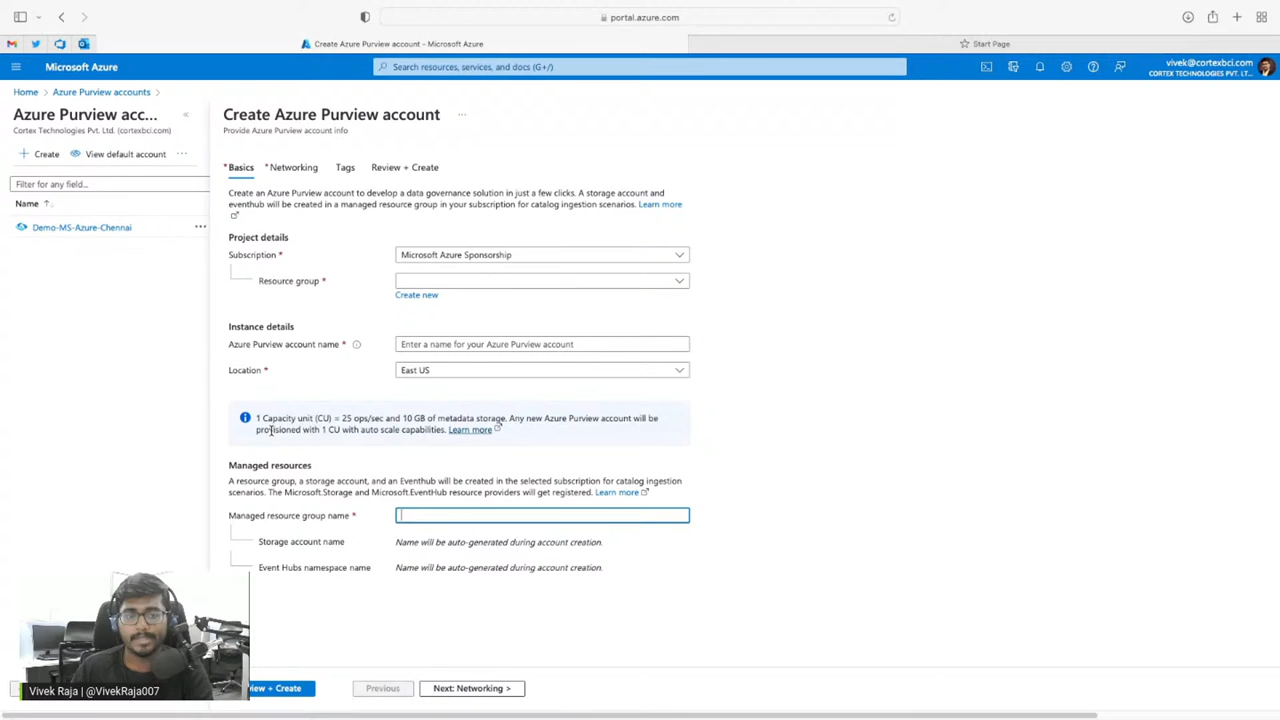 portal.azure.com
Create Azure Purview account - Microsoft Azure
Start Page
Microsoft Azure
Search resources, services, and docs (G+/)
vivek@cortexbci.com
CORTEX TECHNOLOGIES PVT. LT...
Home > Azure Purview accounts >
Azure Purview acc...
Cortex Technologies Pvt. Ltd. (cortexbci.com)
+ Create
View default account
...
Filter for any field...
Name ↑
Demo-MS-Azure-Chennai
...
Create Azure Purview account
...
Provide Azure Purview account info
* Basics
* Networking
Tags
Review + Create
Create an Azure Purview account to develop a data governance solution in just a few clicks. A storage account and
eventhub will be created in a managed resource group in your subscription for catalog ingestion scenarios. Learn more
Project details
Subscription *
Microsoft Azure Sponsorship
Resource group *
Create new
Instance details
Azure Purview account name *
Enter a name for your Azure Purview account
Location *
East US
1 Capacity unit (CU) = 25 ops/sec and 10 GB of metadata storage. Any new Azure Purview account will be
provisioned with 1 CU with auto scale capabilities. Learn more
Managed resources
A resource group, a storage account, and an Eventhub will be created in the selected subscription for catalog ingestion
scenarios. The Microsoft.Storage and Microsoft.EventHub resource providers will get registered. Learn more
Managed resource group name *
Storage account name
Name will be auto-generated during account creation.
Event Hubs namespace name
Name will be auto-generated during account creation.
Vivek Raja | @VivekRaja007
view + Create
Previous
Next: Networking >